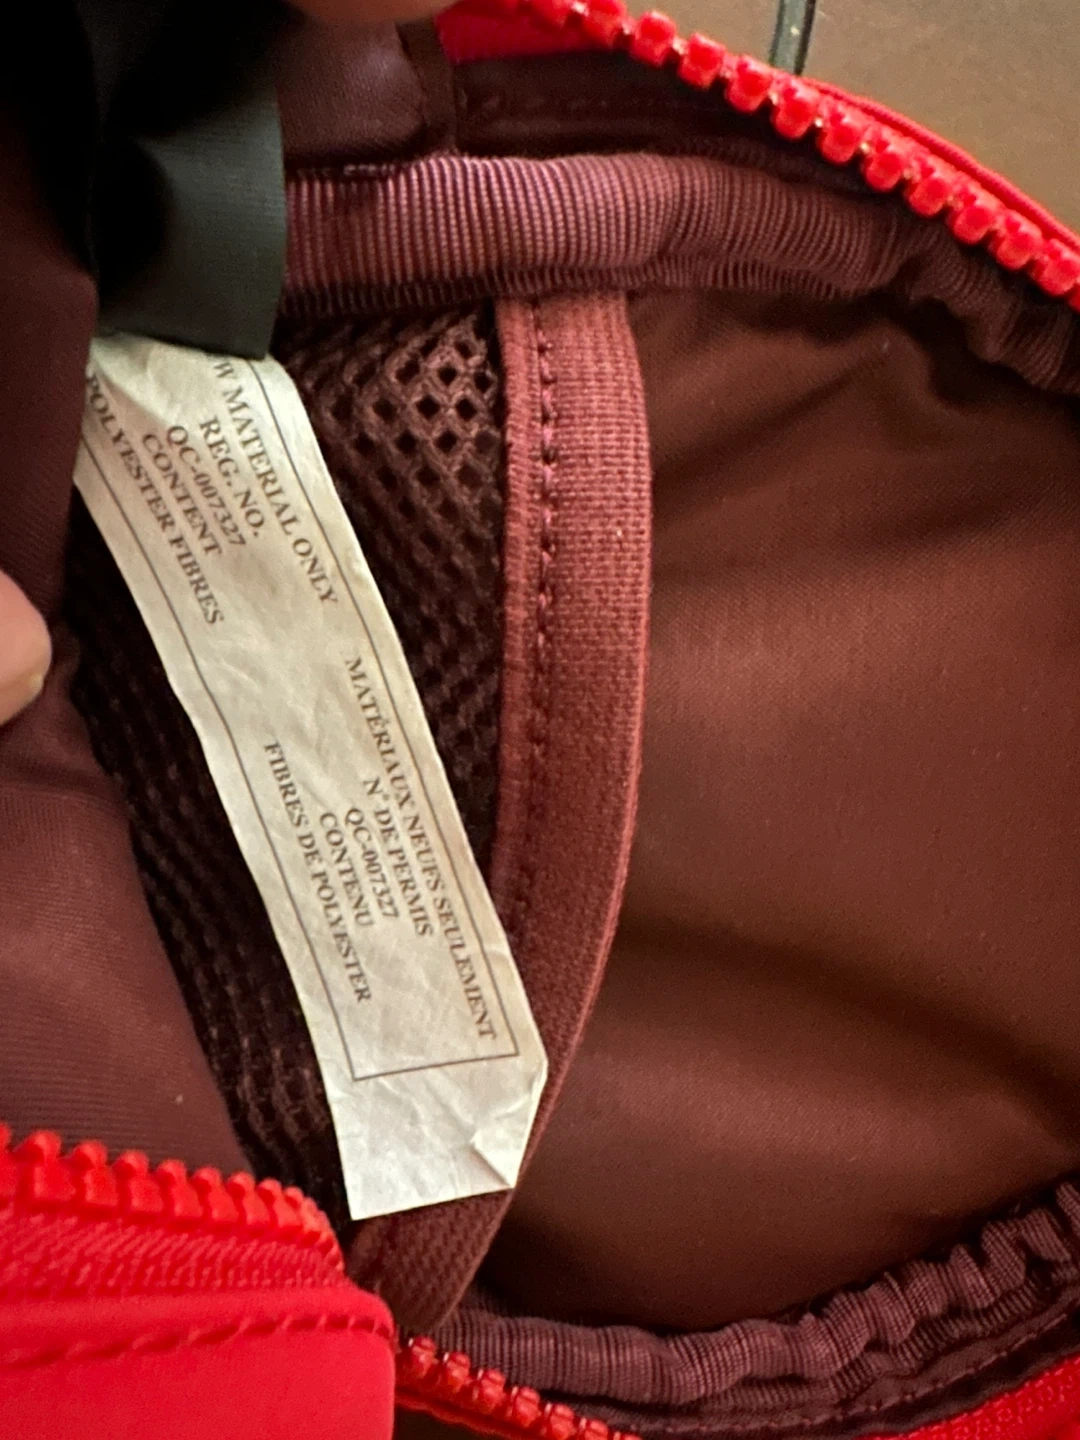 MATERIAL ONLY
REG. NO.
QC-007327
CONTENT
POLYESTER FIBRES
MATÉRIAUX NEUFS SEULEMENT
N° DE PERMIS
QC-007327
CONTENU
FIBRES DE POLYESTER